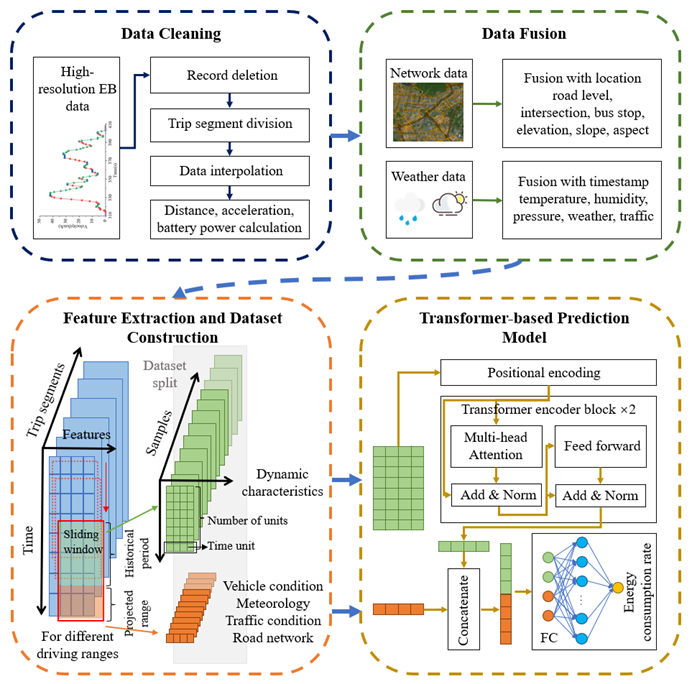 Data Cleaning
High-
resolution EB
data
Record deletion
Trip segment division
Data interpolation
Distance, acceleration,
battery power calculation
Data Fusion
Network data
Fusion with location
road level,
intersection, bus stop,
elevation, slope, aspect
Weather data
Fusion with timestamp
temperature, humidity,
pressure, weather, traffic
Feature Extraction and Dataset
Construction
Trip segments
Features
Time
Sliding
window
Historical
period
Projected
range
For different
driving ranges
Dataset
split
Samples
Dynamic
characteristics
Number of units
Time unit
Vehicle condition
Meteorology
Traffic condition
Road network
Transformer-based Prediction
Model
Positional encoding
Transformer encoder block ×2
Multi-head
Attention
Feed forward
Add & Norm
Add & Norm
Concatenate
FC
Energy
consumption rate